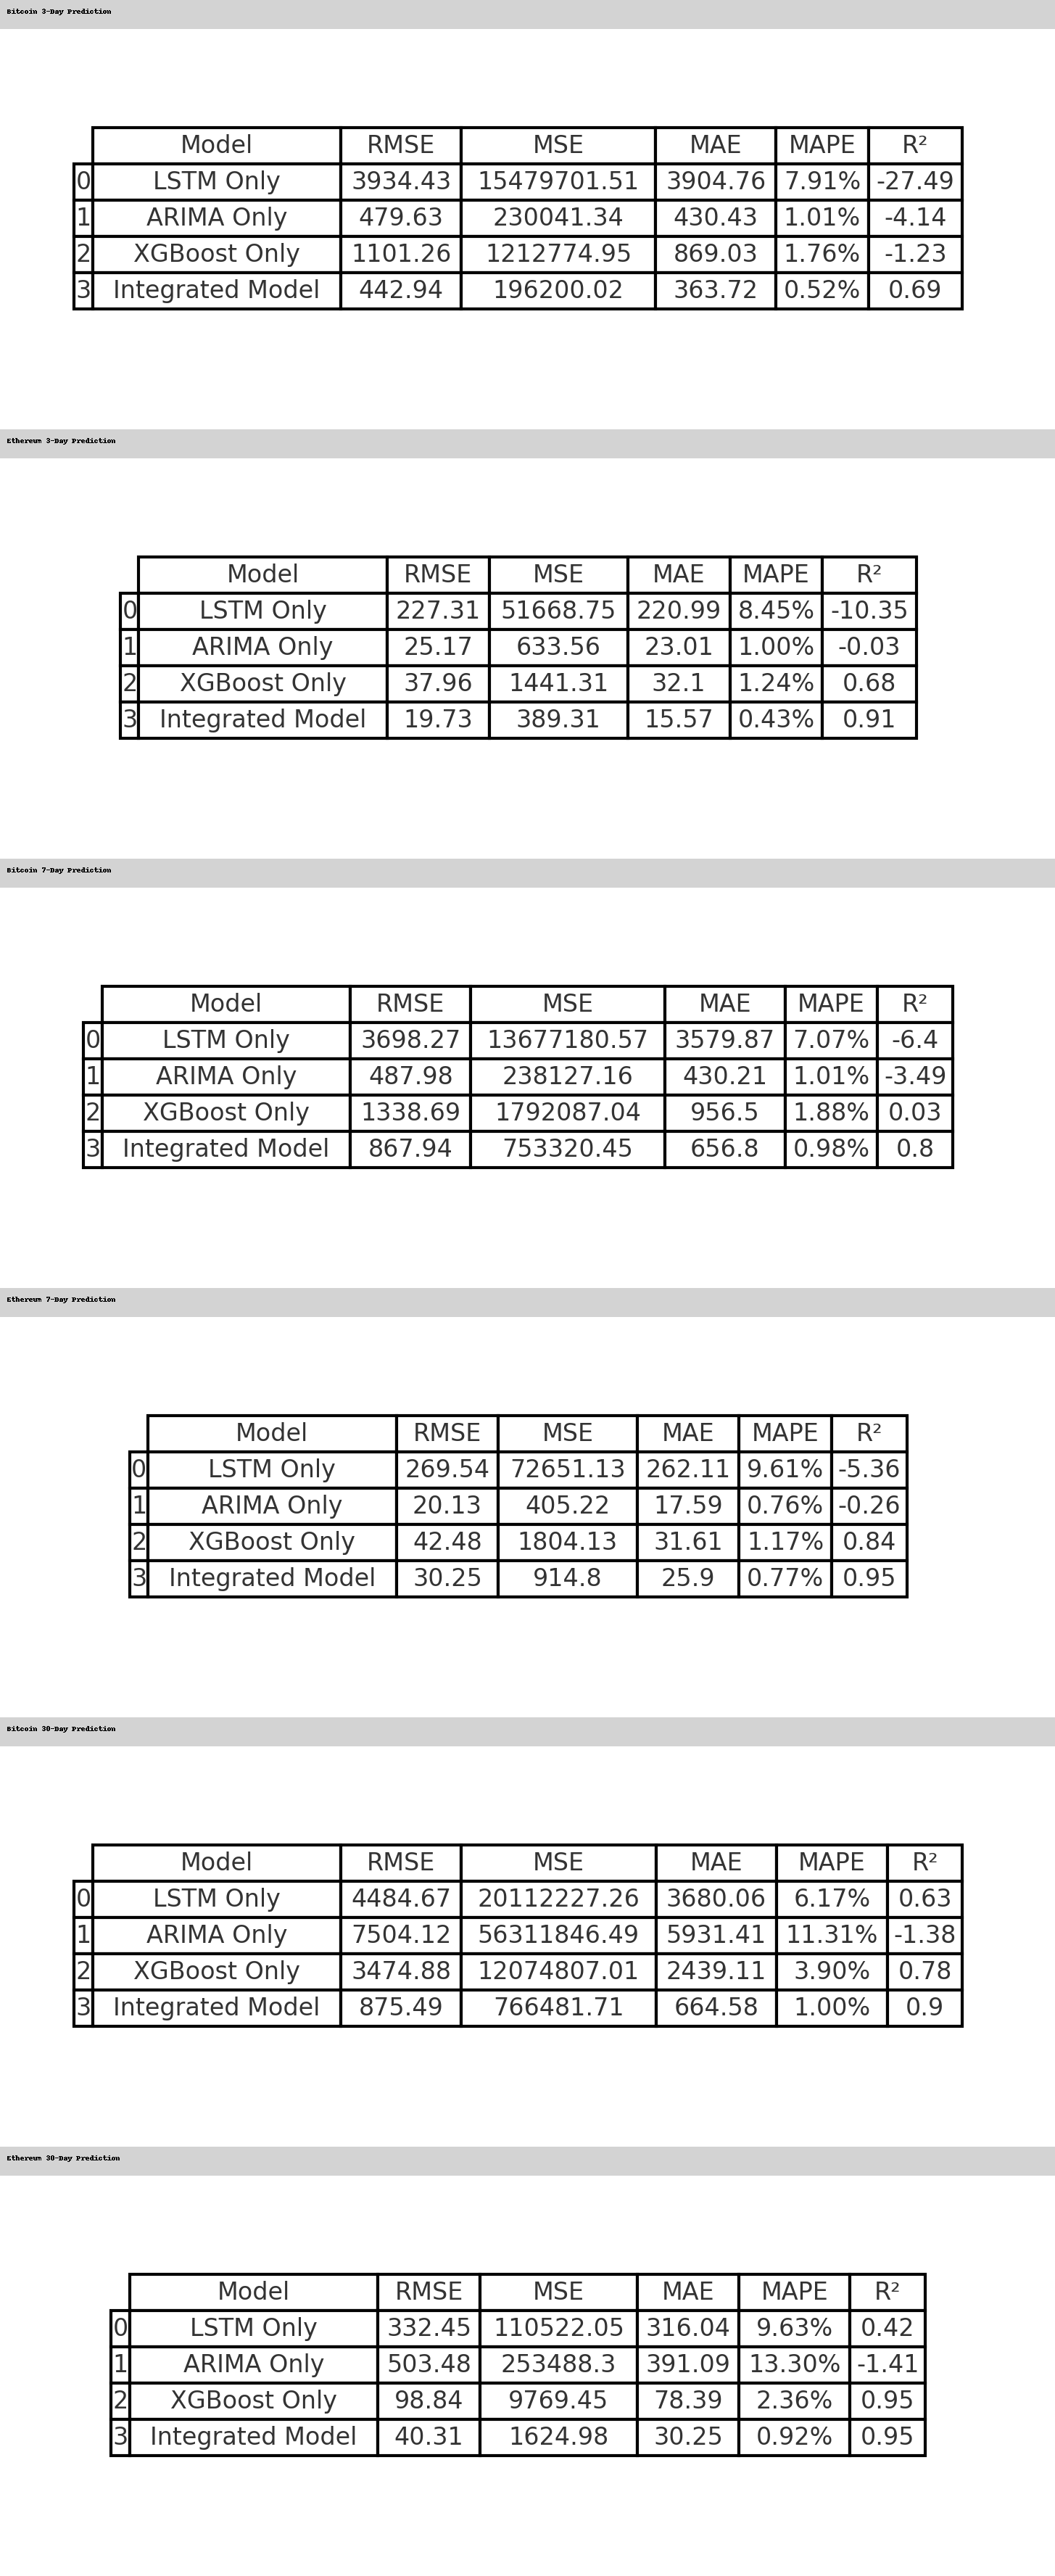 Bitcoin 3-Day Prediction
Model RMSE MSE MAE MAPE R²
0 LSTM Only 3934.43 15479701.51 3904.76 7.91% -27.49
1 ARIMA Only 479.63 230041.34 430.43 1.01% -4.14
2 XGBoost Only 1101.26 1212774.95 869.03 1.76% -1.23
3 Integrated Model 442.94 196200.02 363.72 0.52% 0.69
Ethereum 3-Day Prediction
Model RMSE MSE MAE MAPE R²
0 LSTM Only 227.31 51668.75 220.99 8.45% -10.35
1 ARIMA Only 25.17 633.56 23.01 1.00% -0.03
2 XGBoost Only 37.96 1441.31 32.1 1.24% 0.68
3 Integrated Model 19.73 389.31 15.57 0.43% 0.91
Bitcoin 7-Day Prediction
Model RMSE MSE MAE MAPE R²
0 LSTM Only 3698.27 13677180.57 3579.87 7.07% -6.4
1 ARIMA Only 487.98 238127.16 430.21 1.01% -3.49
2 XGBoost Only 1338.69 1792087.04 956.5 1.88% 0.03
3 Integrated Model 867.94 753320.45 656.8 0.98% 0.8
Ethereum 7-Day Prediction
Model RMSE MSE MAE MAPE R²
0 LSTM Only 269.54 72651.13 262.11 9.61% -5.36
1 ARIMA Only 20.13 405.22 17.59 0.76% -0.26
2 XGBoost Only 42.48 1804.13 31.61 1.17% 0.84
3 Integrated Model 30.25 914.8 25.9 0.77% 0.95
Bitcoin 30-Day Prediction
Model RMSE MSE MAE MAPE R²
0 LSTM Only 4484.67 20112227.26 3680.06 6.17% 0.63
1 ARIMA Only 7504.12 56311846.49 5931.41 11.31% -1.38
2 XGBoost Only 3474.88 12074807.01 2439.11 3.90% 0.78
3 Integrated Model 875.49 766481.71 664.58 1.00% 0.9
Ethereum 30-Day Prediction
Model RMSE MSE MAE MAPE R²
0 LSTM Only 332.45 110522.05 316.04 9.63% 0.42
1 ARIMA Only 503.48 253488.3 391.09 13.30% -1.41
2 XGBoost Only 98.84 9769.45 78.39 2.36% 0.95
3 Integrated Model 40.31 1624.98 30.25 0.92% 0.95